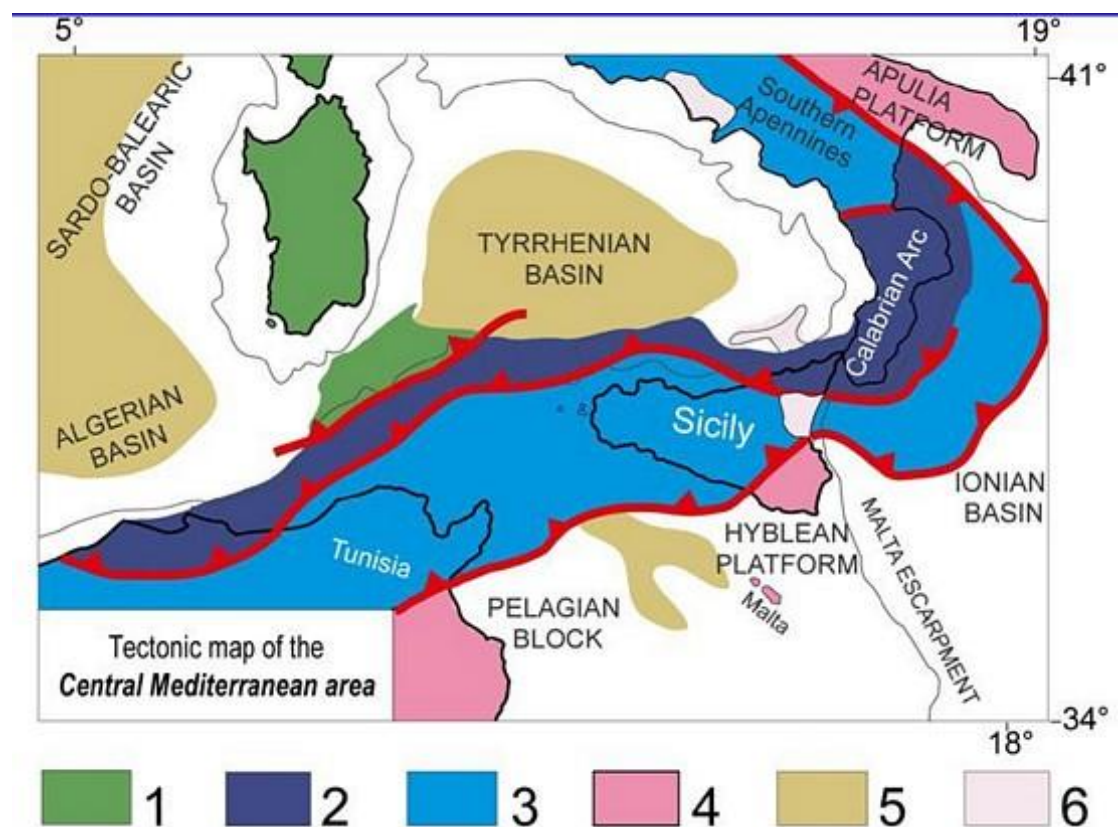 5°
19°
41°
SARDO-BALEARIC
BASIN
Southern
Apennines
APULIA
PLATFORM
TYRRHENIAN
BASIN
Calabrian Arc
ALGERIAN
BASIN
Sicily
IONIAN
BASIN
HYBLEAN
PLATFORM
MALTA ESCARPMENT
Tunisia
Malta
PELAGIAN
BLOCK
Tectonic map of the
Central Mediterranean area
34°
18°
1
2
3
4
5
6